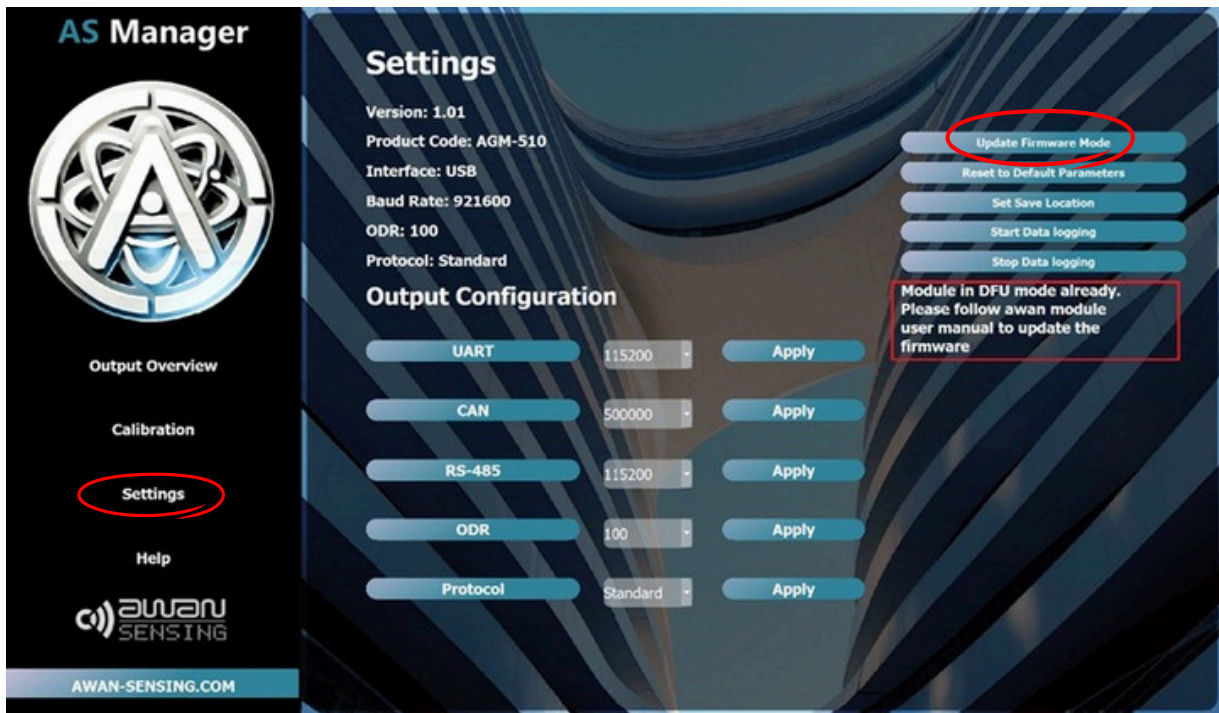 AS Manager
Output Overview
Calibration
Settings
Help
awan
SENSING
AWAN-SENSING.COM
Settings
Version: 1.01
Product Code: AGM-510
Interface: USB
Baud Rate: 921600
ODR: 100
Protocol: Standard
Output Configuration
UART 115200 Apply
CAN 500000 Apply
RS-485 115200 Apply
ODR 100 Apply
Protocol Standard Apply
Update Firmware Mode
Reset to Default Parameters
Set Save Location
Start Data logging
Stop Data logging
Module in DFU mode already.
Please follow awan module
user manual to update the
firmware